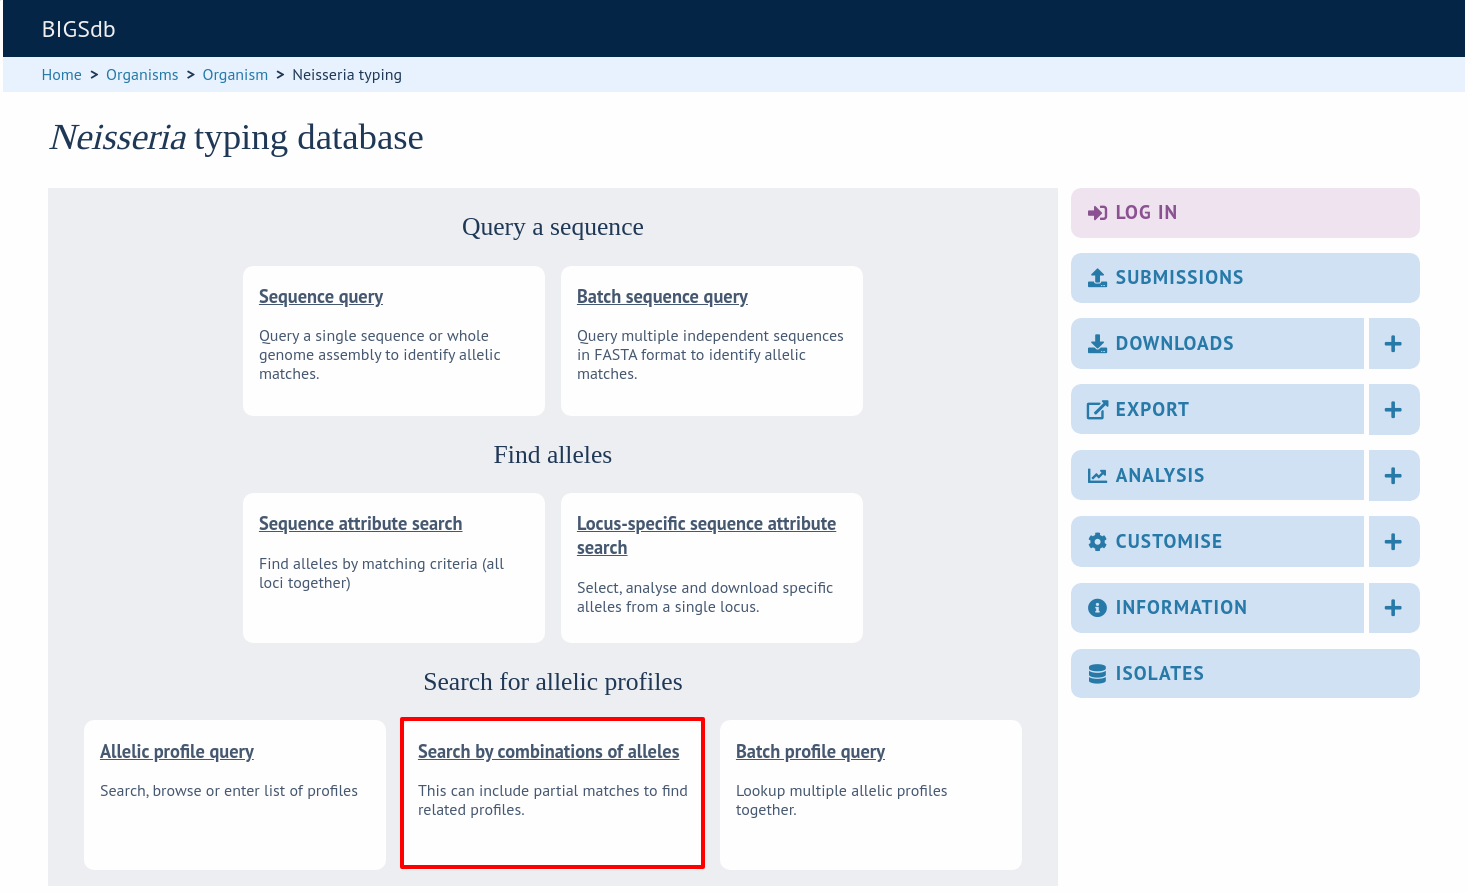 BIGSdb
Home > Organisms > Organism > Neisseria typing
Neisseria typing database
Query a sequence
Sequence query
Query a single sequence or whole
genome assembly to identify allelic
matches.
Batch sequence query
Query multiple independent sequences
in FASTA format to identify allelic
matches.
Find alleles
Sequence attribute search
Find alleles by matching criteria (all
loci together)
Locus-specific sequence attribute
search
Select, analyse and download specific
alleles from a single locus.
Search for allelic profiles
Allelic profile query
Search, browse or enter list of profiles
Search by combinations of alleles
This can include partial matches to find
related profiles.
Batch profile query
Lookup multiple allelic profiles
together.
LOG IN
SUBMISSIONS
DOWNLOADS +
EXPORT +
ANALYSIS +
CUSTOMISE +
INFORMATION +
ISOLATES